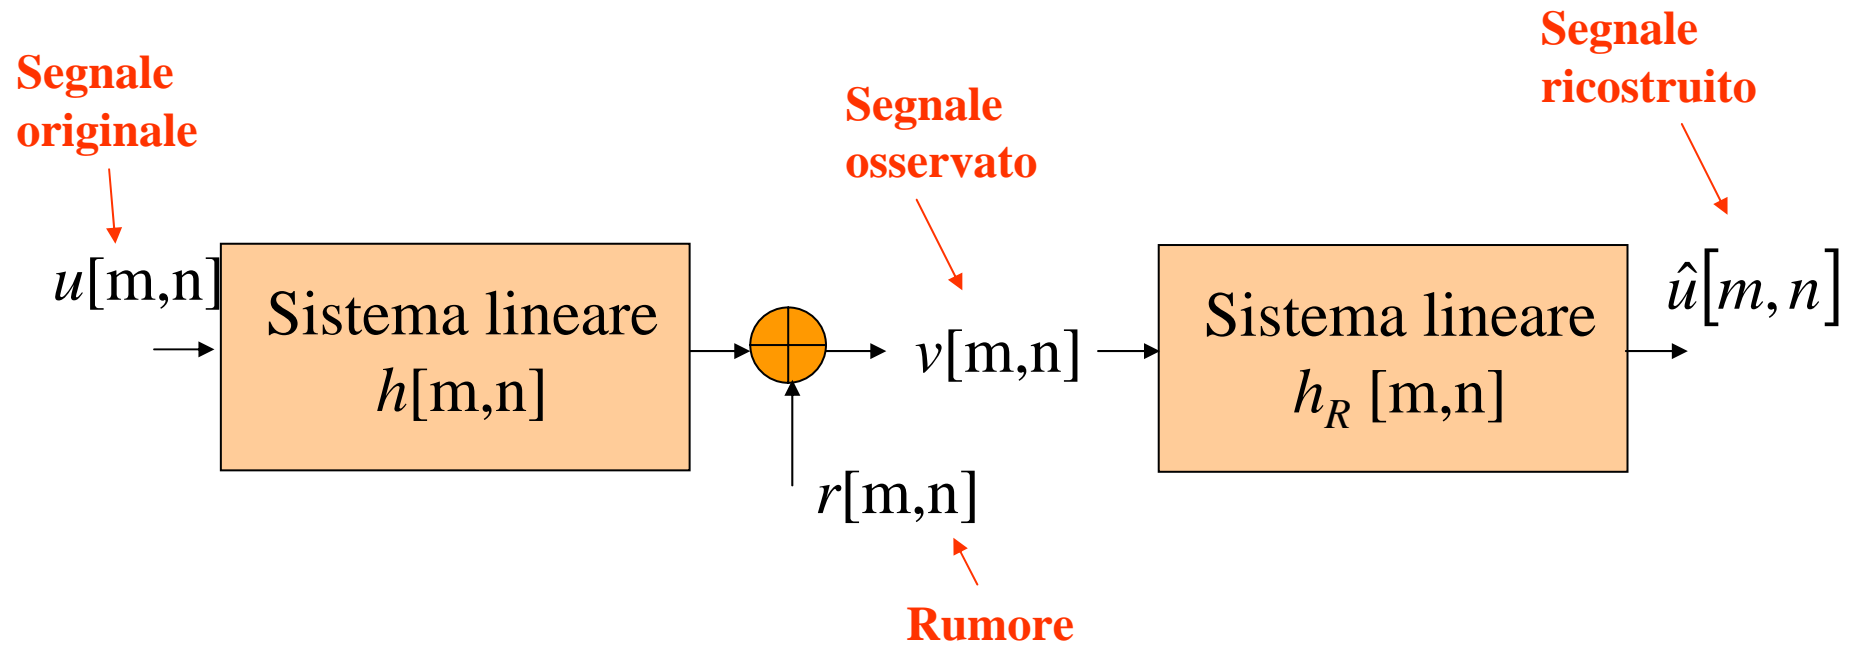 Segnale
originale
u[m,n]
Sistema lineare
h[m,n]
Segnale
osservato
v[m,n]
r[m,n]
Rumore
Sistema lineare
h_R [m,n]
Segnale
ricostruito
û[m, n]